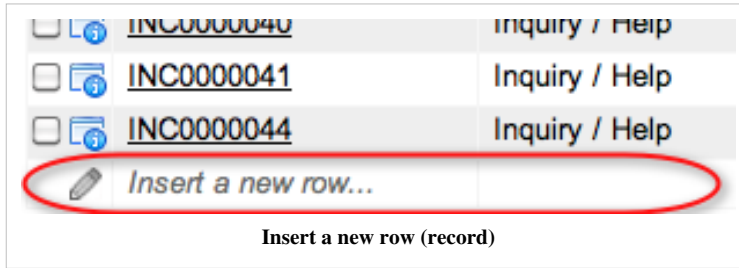 INC0000040 Inquiry / Help
INC0000041 Inquiry / Help
INC0000044 Inquiry / Help
Insert a new row...
Insert a new row (record)